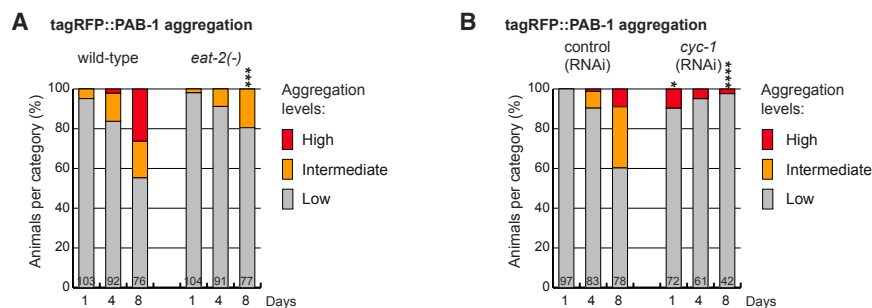 A tagRFP::PAB-1 aggregation
wild-type eat-2(-)
***
Animals per category (%)
100
80
60
40
20
0
103 92 76 104 91 77
1 4 8 1 4 8 Days
Aggregation
levels:
High
Intermediate
Low
B tagRFP::PAB-1 aggregation
control
(RNAi)
cyc-1
(RNAi)
* ****
Animals per category (%)
100
80
60
40
20
0
97 83 78 72 61 42
1 4 8 1 4 8 Days
Aggregation
levels:
High
Intermediate
Low